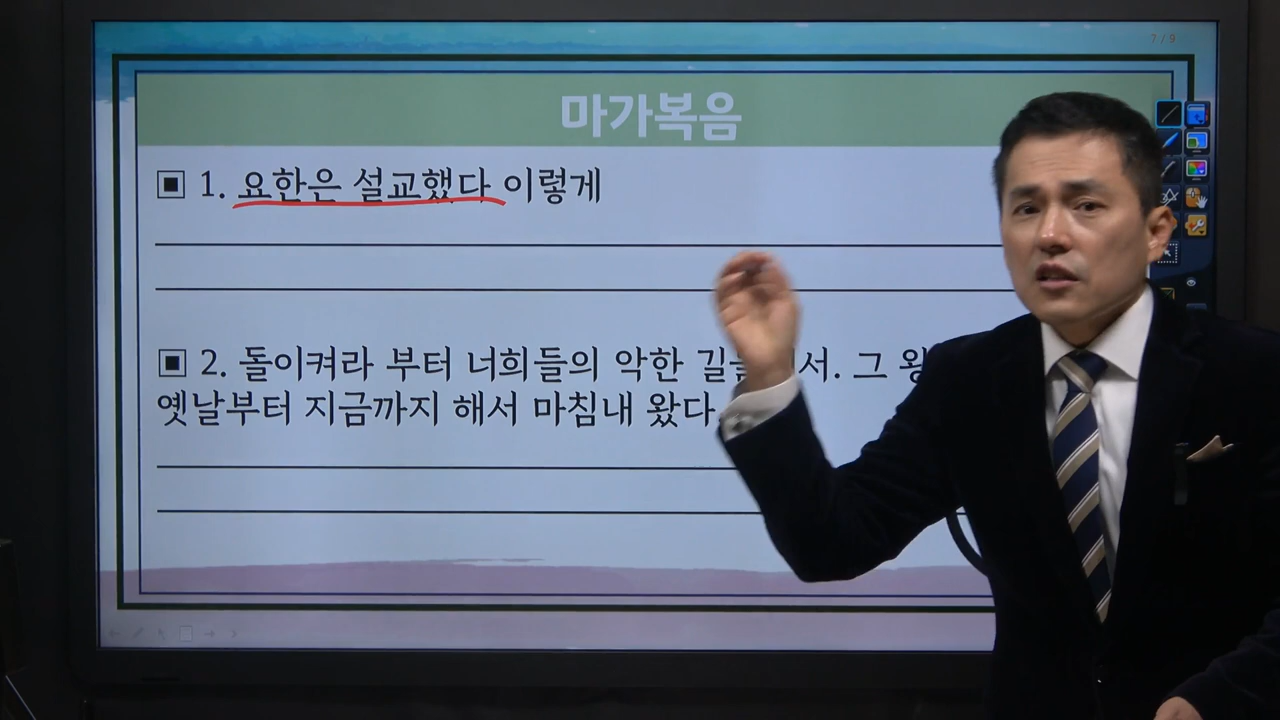 7 / 9
마가복음
▣ 1. 요한은 설교했다 이렇게
▣ 2. 돌이켜라 부터 너희들의 악한 서. 그
옛날부터 지금까지 해서 마침내 왔다.